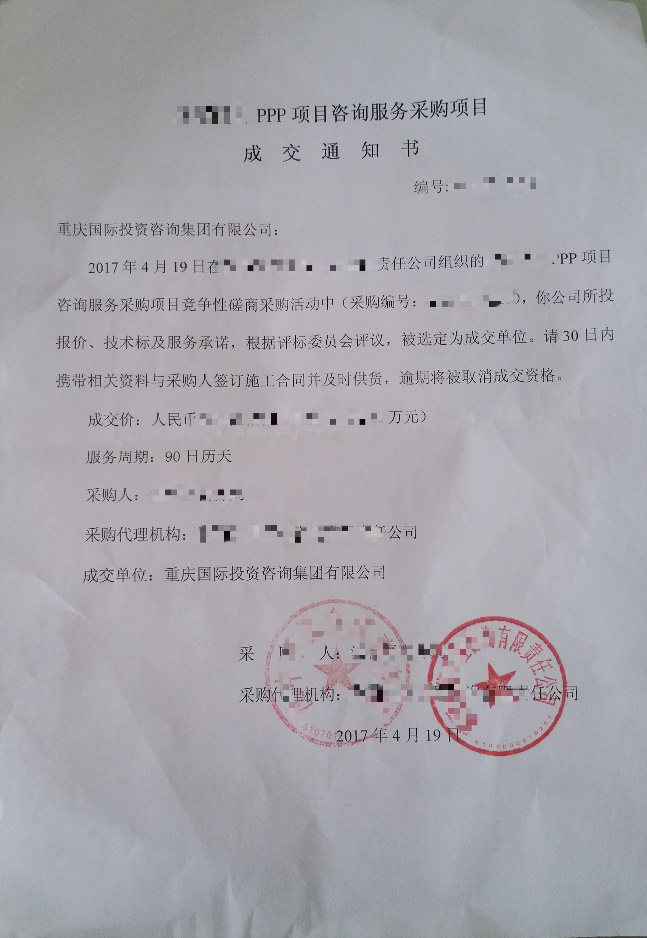 PPP 项目咨询服务采购项目
成 交 通 知 书
编号:
重庆国际投资咨询集团有限公司:
2017 年 4 月 19 日在 责任公司组织的 PPP 项目
咨询服务采购项目竞争性磋商采购活动中（采购编号： ），你公司所投
报价、技术标及服务承诺，根据评标委员会评议，被选定为成交单位。请 30 日内
携带相关资料与采购人签订施工合同并及时供货，逾期将被取消成交资格。
成交价：人民币 万元）
服务周期：90 日历天
采购人：
采购代理机构： 任公司
成交单位：重庆国际投资咨询集团有限公司
采 购 人：
采购代理机构： 责任公司
有限责任公司
2017 年 4 月 19 日